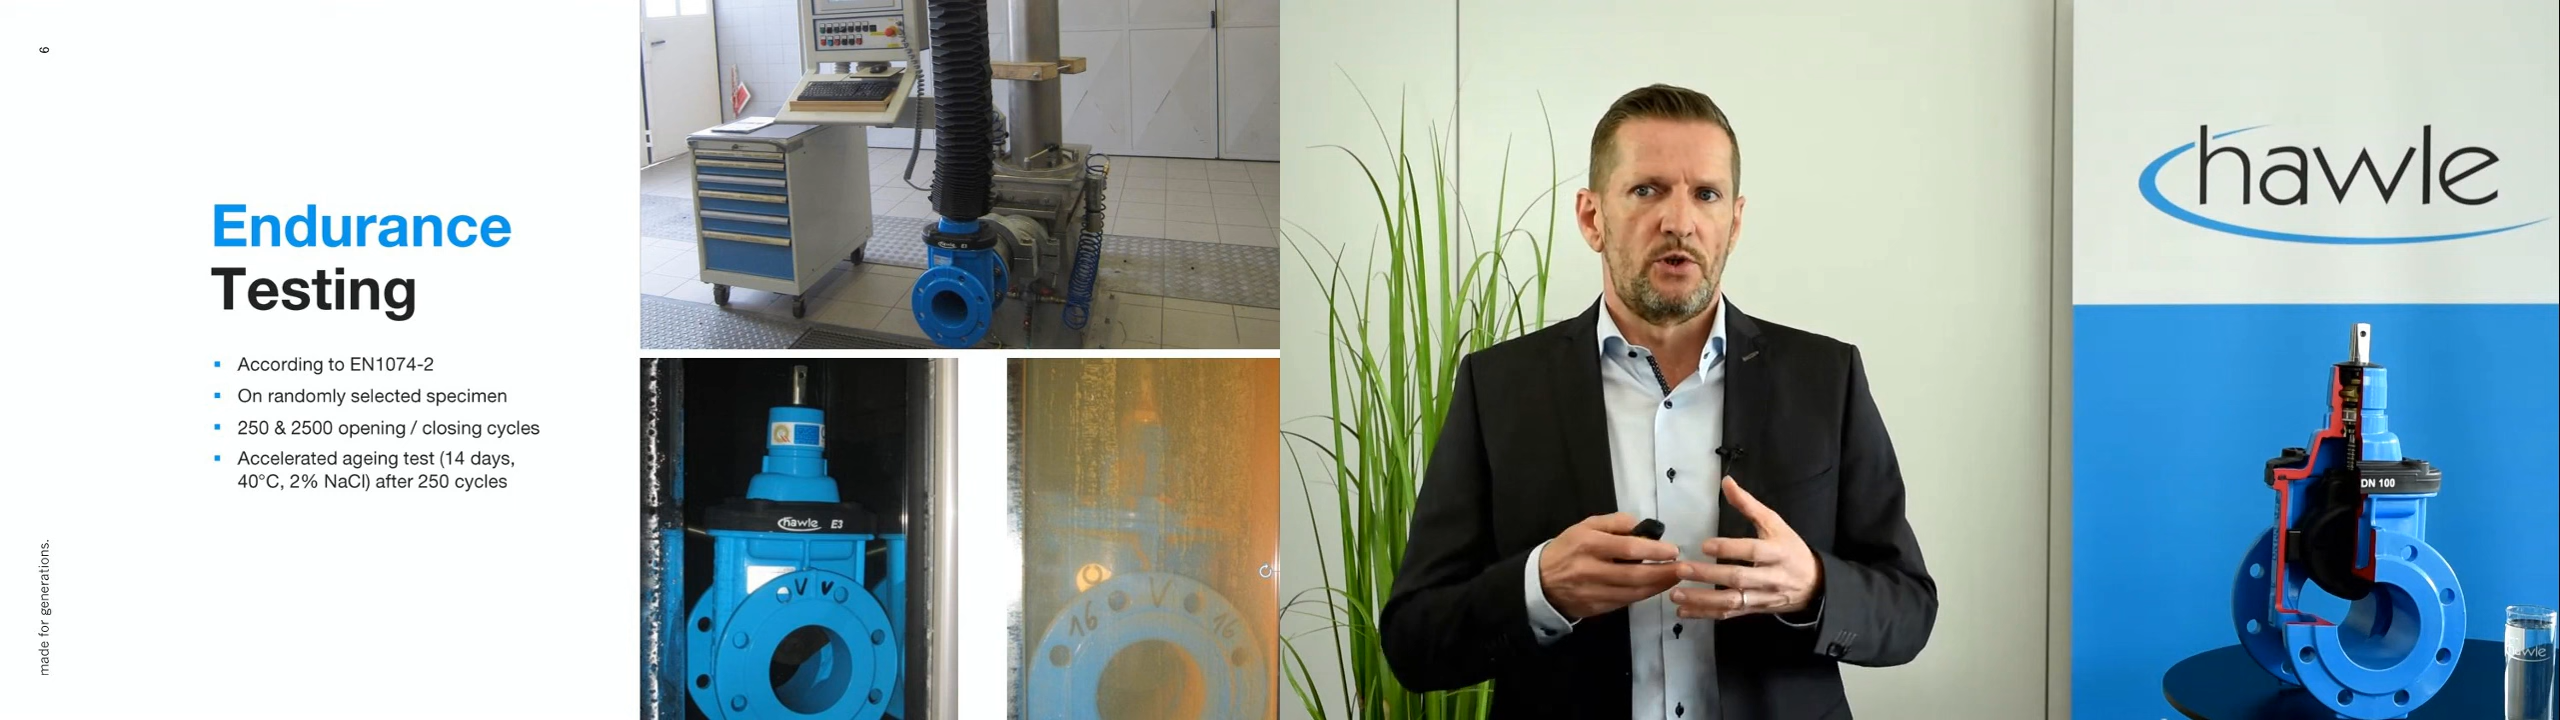 6
Endurance
Testing
According to EN1074-2
On randomly selected specimen
250 & 2500 opening / closing cycles
Accelerated ageing test (14 days,
40°C, 2% NaCl) after 250 cycles
made for generations.
hawle E3
V V
16 V 16
hawle
DN 100
hawle